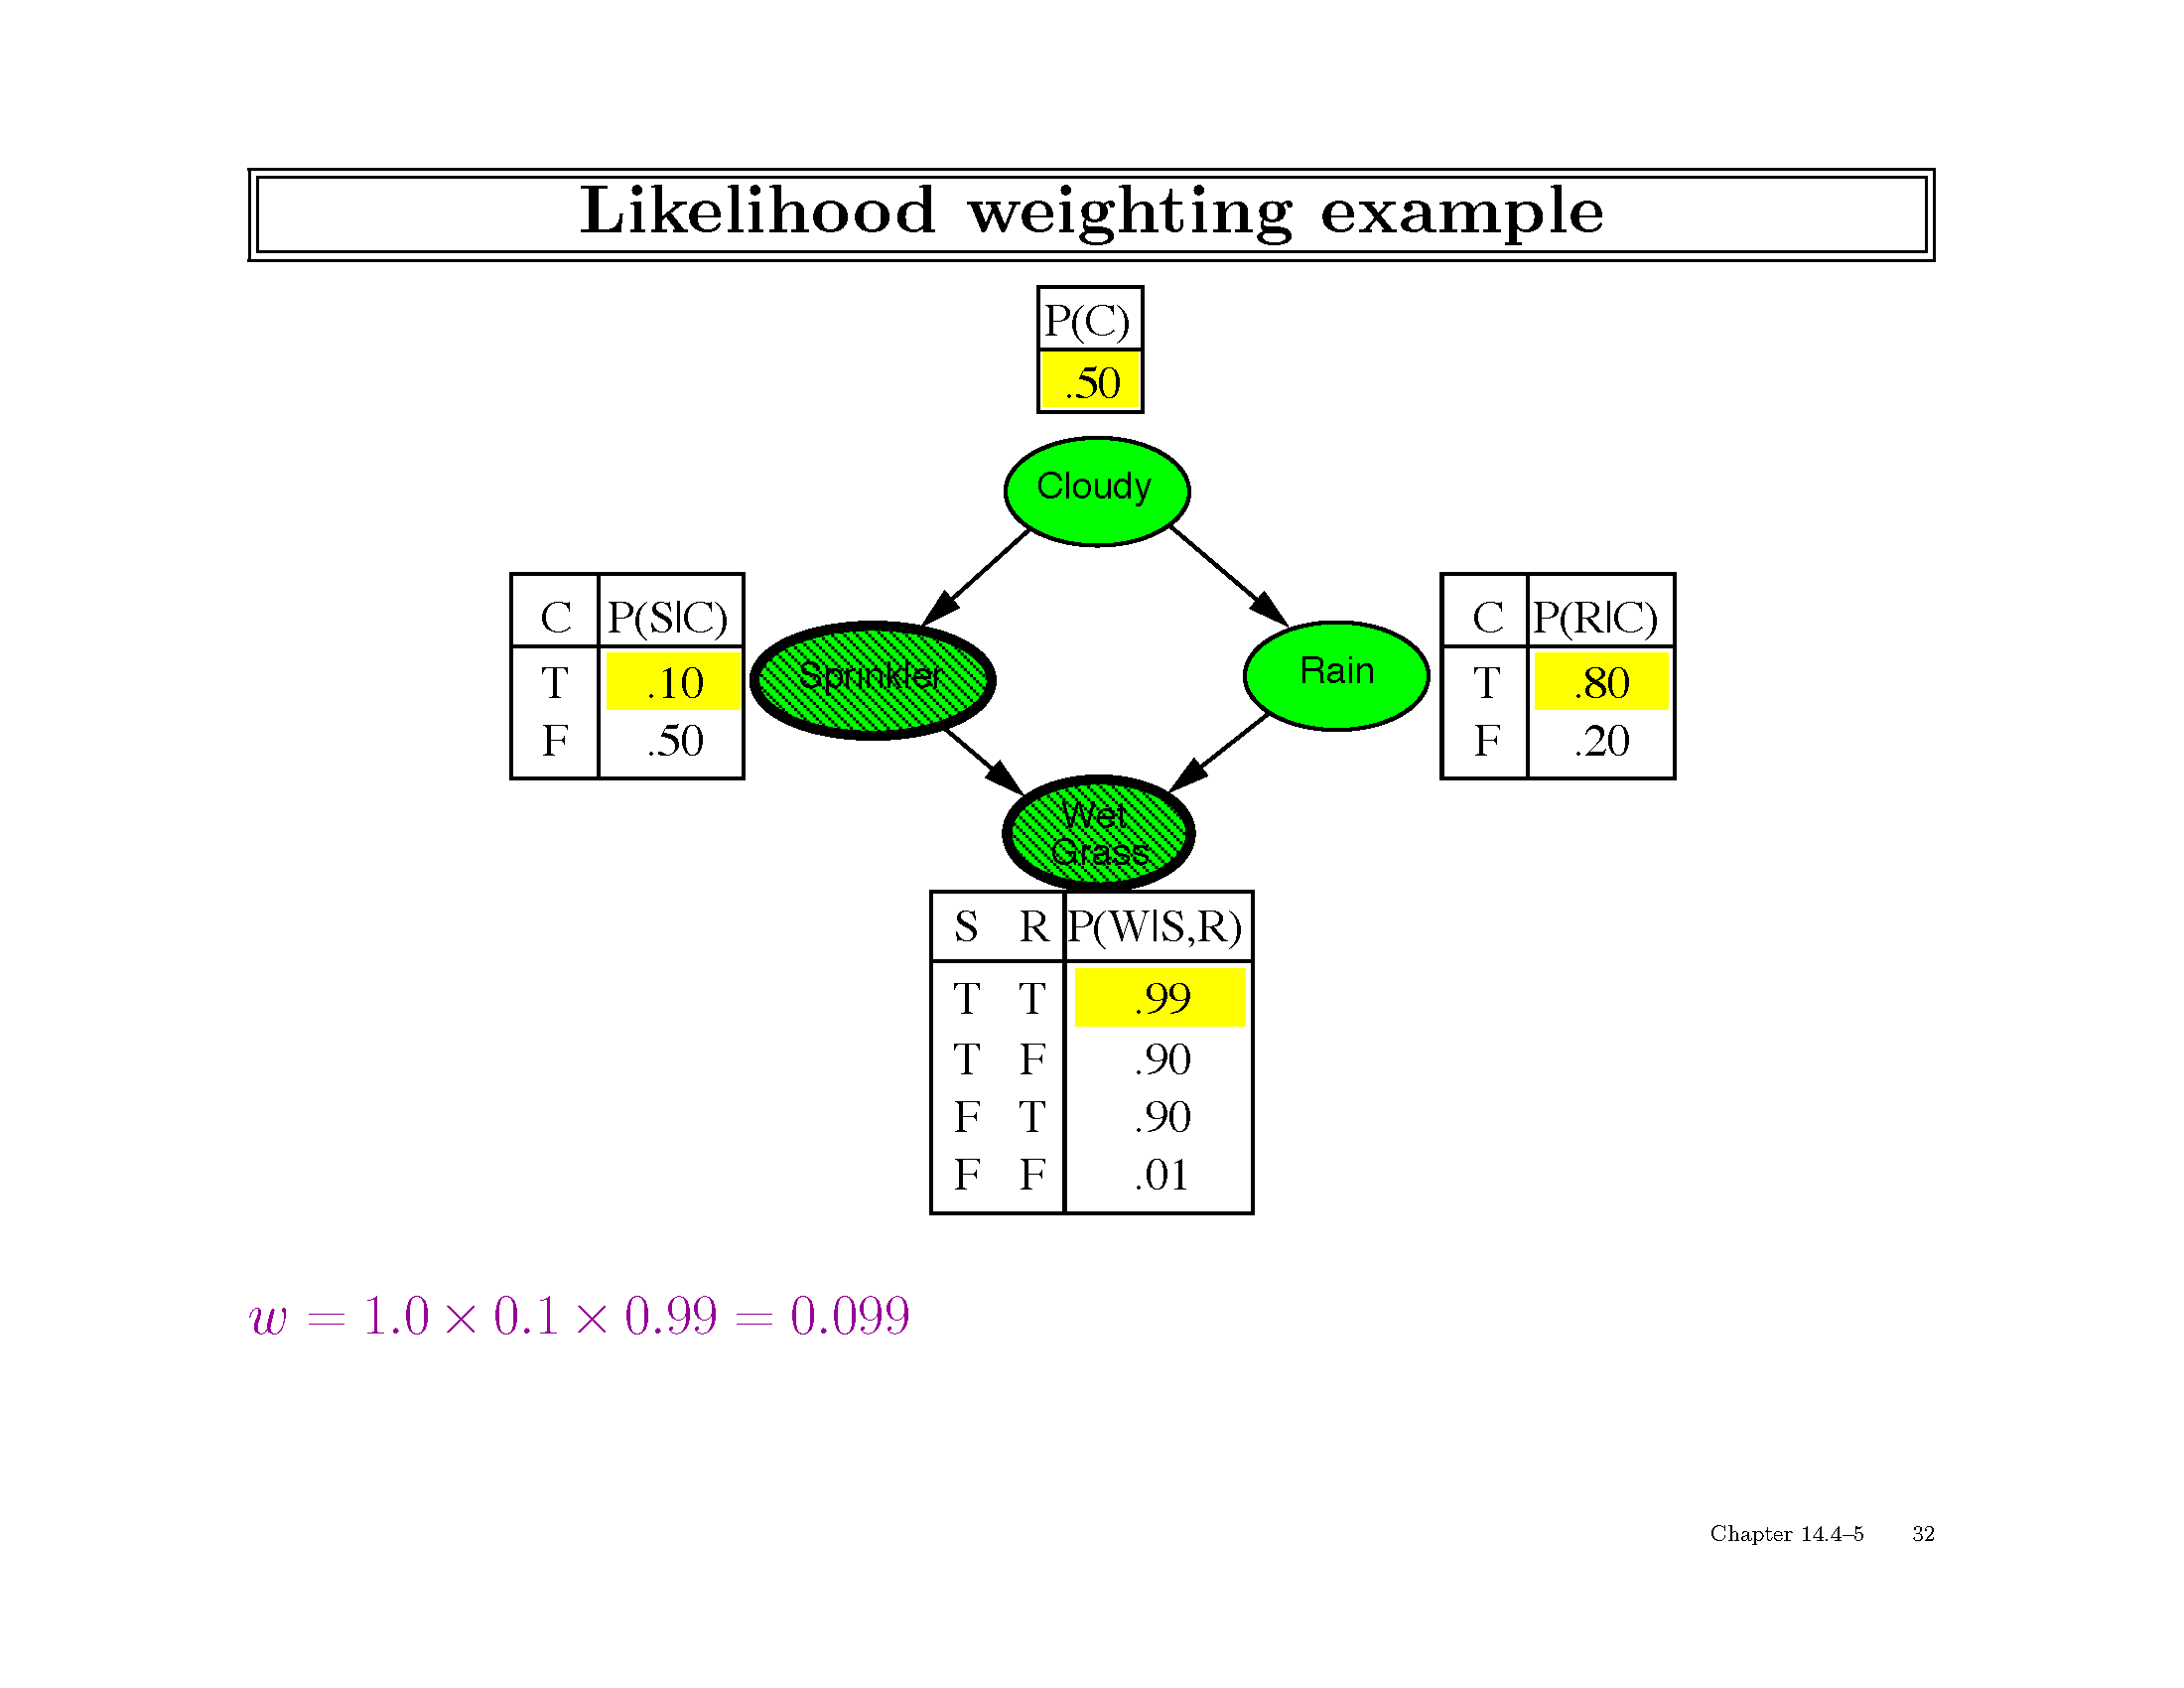 Likelihood weighting example
P(C)
.50
Cloudy
C P(S|C)
T .10
F .50
Sprinkler
Rain
C P(R|C)
T .80
F .20
Wet
Grass
S R P(W|S,R)
T T .99
T F .90
F T .90
F F .01
w = 1.0 × 0.1 × 0.99 = 0.099
Chapter 14.4–5 32